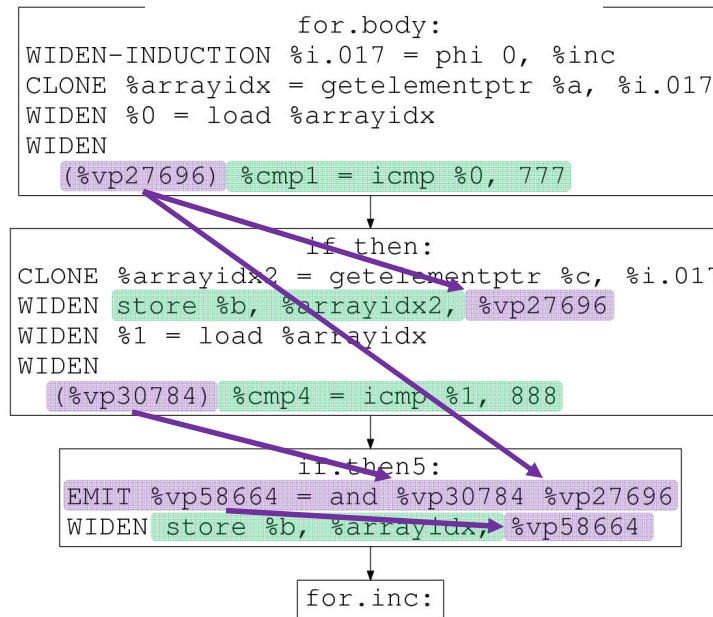 for.body:
WIDEN-INDUCTION %i.017 = phi 0, %inc
CLONE %arrayidx = getelementptr %a, %i.017
WIDEN %0 = load %arrayidx
WIDEN
(%vp27696) %cmp1 = icmp %0, 777
if.then:
CLONE %arrayidx2 = getelementptr %c, %i.017
WIDEN store %b, %arrayidx2, %vp27696
WIDEN %1 = load %arrayidx
WIDEN
(%vp30784) %cmp4 = icmp %1, 888
if.then5:
EMIT %vp58664 = and %vp30784 %vp27696
WIDEN store %b, %arrayidx, %vp58664
for.inc: